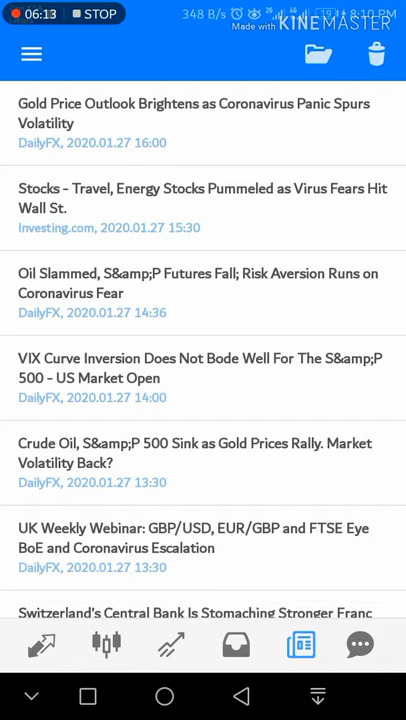 06:13 STOP
348 B/s 8:10 PM
Made with KINEMASTER
Gold Price Outlook Brightens as Coronavirus Panic Spurs
Volatility
DailyFX, 2020.01.27 16:00
Stocks - Travel, Energy Stocks Pummeled as Virus Fears Hit
Wall St.
Investing.com, 2020.01.27 15:30
Oil Slammed, S&amp;P Futures Fall; Risk Aversion Runs on
Coronavirus Fear
DailyFX, 2020.01.27 14:36
VIX Curve Inversion Does Not Bode Well For The S&amp;P
500 - US Market Open
DailyFX, 2020.01.27 14:00
Crude Oil, S&amp;P 500 Sink as Gold Prices Rally. Market
Volatility Back?
DailyFX, 2020.01.27 13:30
UK Weekly Webinar: GBP/USD, EUR/GBP and FTSE Eye
BoE and Coronavirus Escalation
DailyFX, 2020.01.27 13:30
Switzerland's Central Bank Is Stomaching Stronger Franc